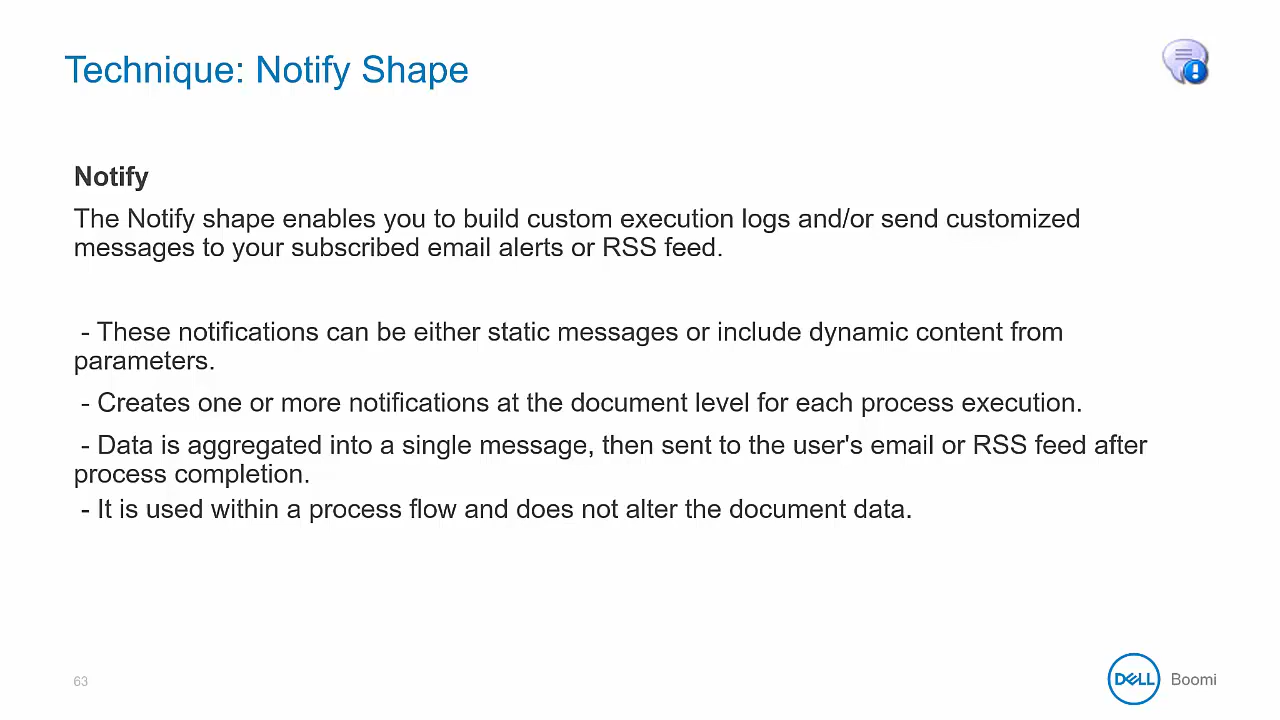 Technique: Notify Shape
Notify
The Notify shape enables you to build custom execution logs and/or send customized
messages to your subscribed email alerts or RSS feed.
- These notifications can be either static messages or include dynamic content from
parameters.
- Creates one or more notifications at the document level for each process execution.
- Data is aggregated into a single message, then sent to the user's email or RSS feed after
process completion.
- It is used within a process flow and does not alter the document data.
63
DELL Boomi